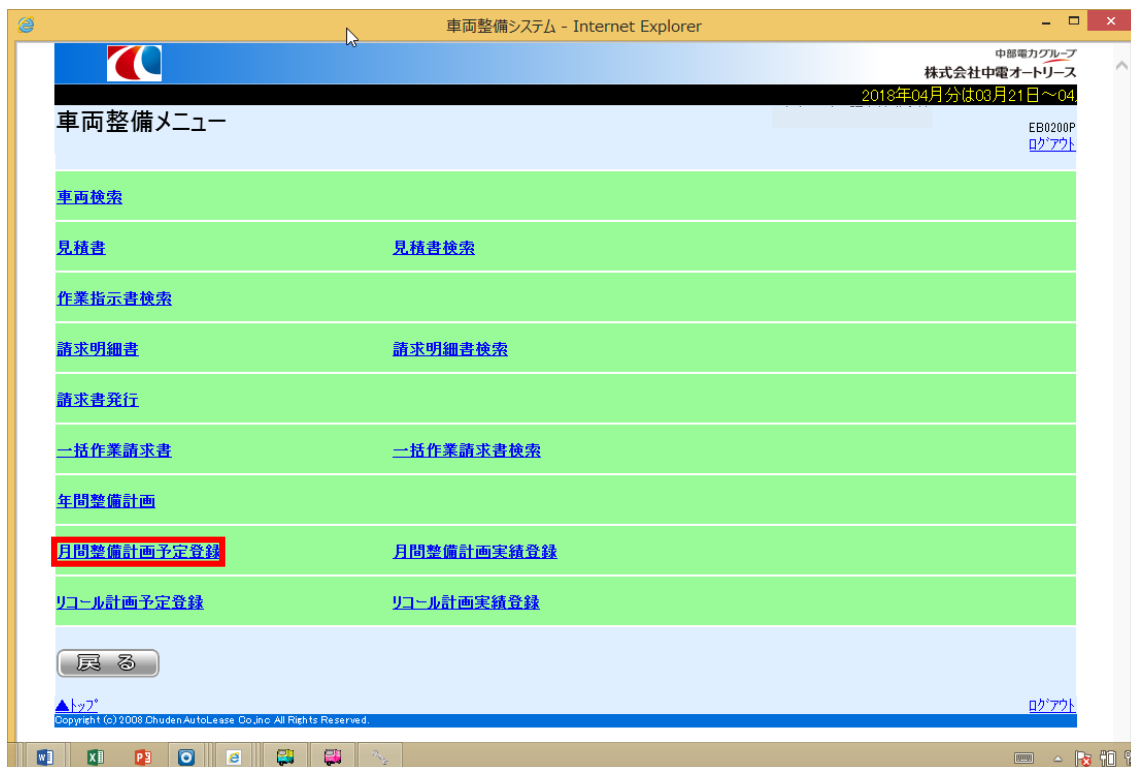 車両整備システム - Internet Explorer
中部電力グループ
株式会社中電オートリース
2018年04月分は03月21日～04
車両整備メニュー
EB0200P
ログアウト
車両検索
見積書 見積書検索
作業指示書検索
請求明細書 請求明細書検索
請求書発行
一括作業請求書 一括作業請求書検索
年間整備計画
月間整備計画予定登録 月間整備計画実績登録
リコール計画予定登録 リコール計画実績登録
戻る
▲トップ ログアウト
Copyright (c) 2008 Chuden AutoLease Co,inc All Rights Reserved.